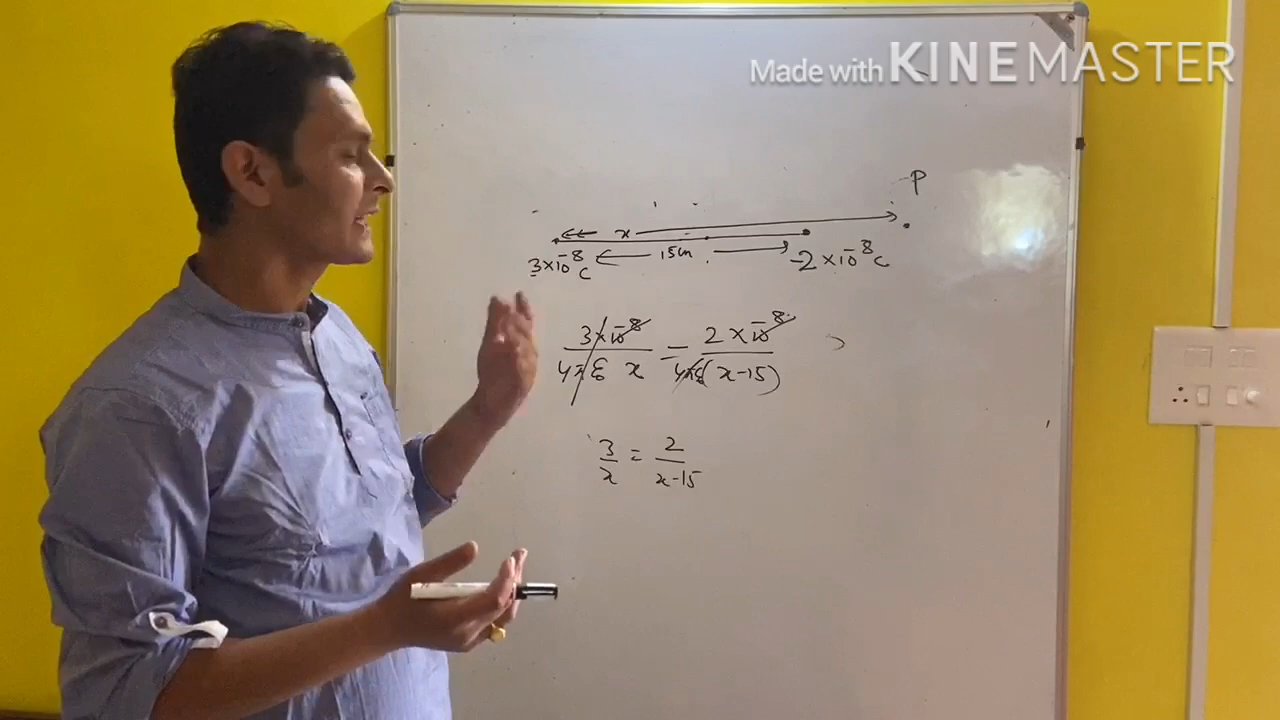 Made with KINEMASTER
P
x
3×10⁻⁸ C 15cm -2×10⁻⁸ C
3×10⁻⁸ / 4πε x = 2×10⁻⁸ / 4πε(x-15)
3/x = 2/x-15